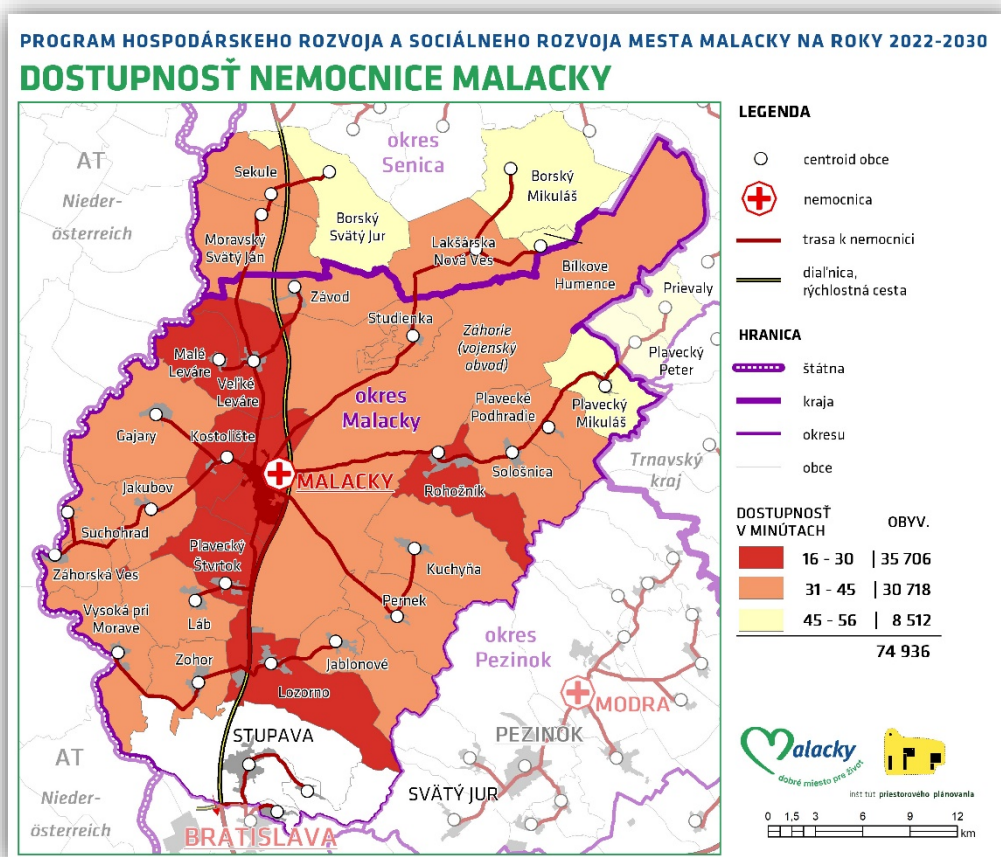 PROGRAM HOSPODÁRSKEHO ROZVOJA A SOCIÁLNEHO ROZVOJA MESTA MALACKY NA ROKY 2022-2030
DOSTUPNOSŤ NEMOCNICE MALACKY
AT
Nieder-
österreich
okres
Senica
Sekule
Borský
Svätý Jur
Borský
Mikuláš
Moravský
Svätý Ján
Lakšárska
Nová Ves
Bílkove
Humence
Závod
Studienka
Záhorie
(vojenský
obvod)
Prievaly
Plavecký
Peter
Malé
Leváre
Veľké
Leváre
okres
Malacky
Plavecké
Podhradie
Plavecký
Mikuláš
Gajary
Kostolište
MALACKY
Rohožník
Sološnica
Trnavský
kraj
Jakubov
Suchohrad
Záhorská Ves
Plavecký
Štvrtok
Kuchyňa
Vysoká pri
Morave
Láb
Pernek
okres
Pezinok
Zohor
Jablonové
Lozorno
MODRA
STUPAVA
PEZINOK
SVÄTÝ JUR
AT
Nieder-
österreich
BRATISLAVA
LEGENDA
centroid obce
nemocnica
trasa k nemocnici
diaľnica,
rýchlostná cesta
HRANICA
štátna
kraja
okresu
obce
DOSTUPNOSŤ
V MINÚTACH
OBYV.
16 - 30 | 35 706
31 - 45 | 30 718
45 - 56 | 8 512
74 936
Malacky
dobré miesto pre život
IPP
inštitút priestorového plánovania
0 1,5 3 6 9 12
km